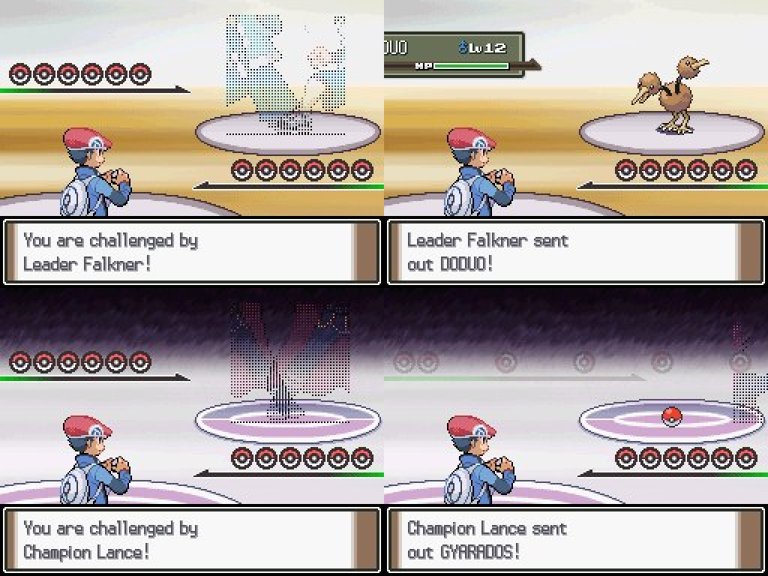 You are challenged by
Leader Falkner!
DUO ♂Lv12
HP
Leader Falkner sent
out DODUO!
You are challenged by
Champion Lance!
Champion Lance sent
out GYARADOS!